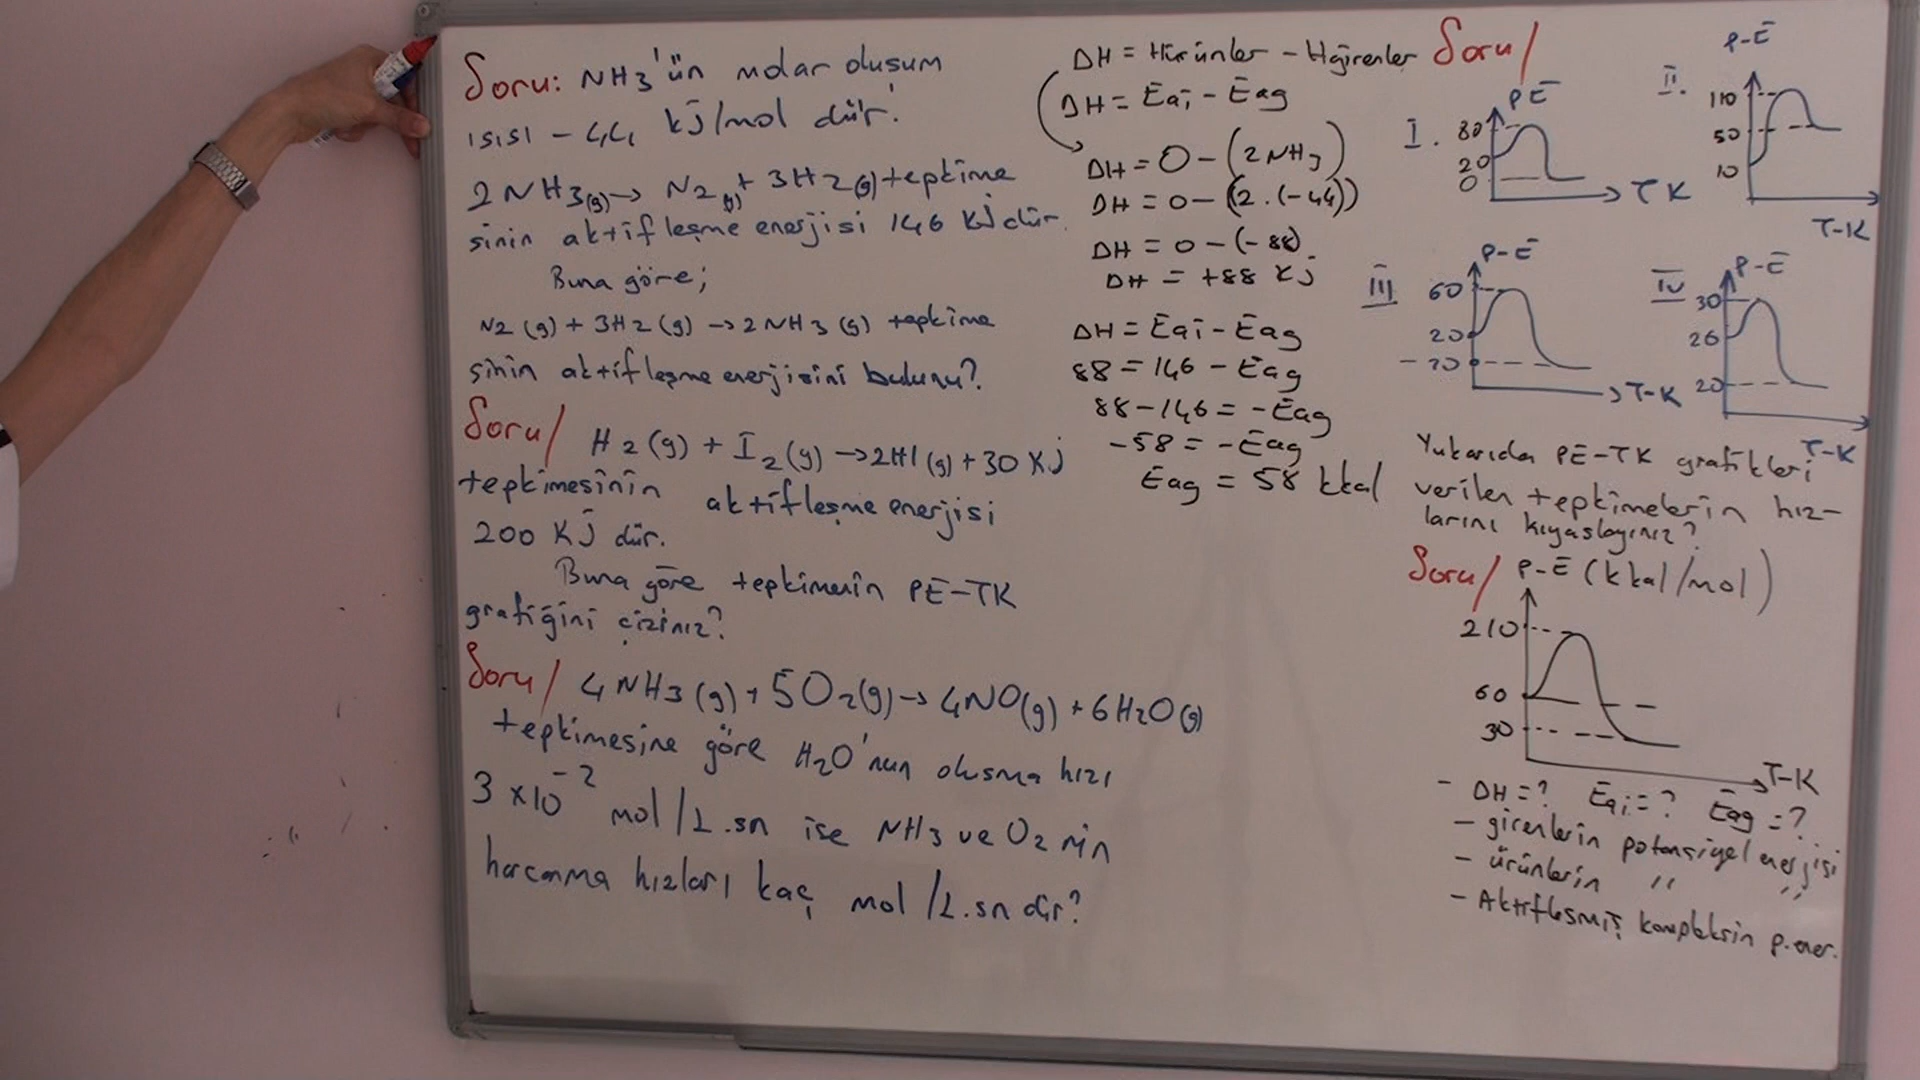 Soru: NH3'ün molar oluşum
ısısı -44 kJ/mol dür.
2NH3(g) → N2(g) + 3H2(g) tepkime
sinin aktifleşme enerjisi 146 kJ dür.
Buna göre;
N2(g) + 3H2(g) → 2NH3(g) tepkime
sinin aktifleşme enerjisini bulunu?
Soru/ H2(g) + I2(g) → 2HI(g) + 30 KJ
tepkimesinin aktifleşme enerjisi
200 KJ dür.
Buna göre tepkimenin PE-TK
grafiğini çiziniz?
Soru/ 4NH3(g) + 5O2(g) → 4NO(g) + 6H2O(g)
tepkimesine göre H2O'nun oluşma hızı
3x10^-2 mol/L.sn ise NH3 ve O2 nin
harcanma hızları kaç mol/L.sn dir?
ΔH = Hürünler - Hgirenler
ΔH = Eai - Eag
ΔH = 0 - (2NH3)
ΔH = 0 - (2.(-44))
ΔH = 0 - (-88)
ΔH = +88 KJ
ΔH = Eai - Eag
88 = 146 - Eag
88-146 = -Eag
-58 = -Eag
Eag = 58 kkal
Soru/
I. PE
80
20
0
TK
II. P-E
110
50
10
T-K
III P-E
60
20
-20
T-K
IV P-E
30
26
20
T-K
Yukarıda PE-TK grafikleri
verilen tepkimelerin hız-
larını kıyaslayınız?
Soru/ P-E (kkal/mol)
210
60
30
T-K
- ΔH=? Eai=? Eag=?
- girenlerin potansiyel enerjisi
- ürünlerin " "
- Aktifleşmiş kompleksin p.ener.